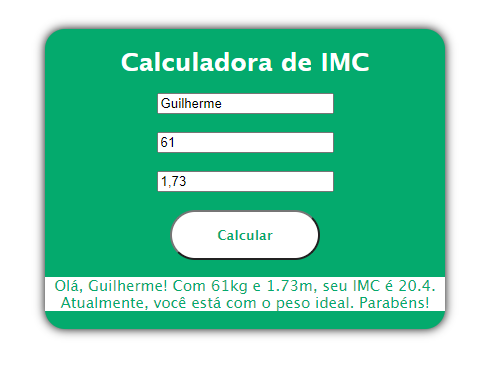 Calculadora de IMC
Guilherme
61
1,73
Calcular
Olá, Guilherme! Com 61kg e 1.73m, seu IMC é 20.4.
Atualmente, você está com o peso ideal. Parabéns!